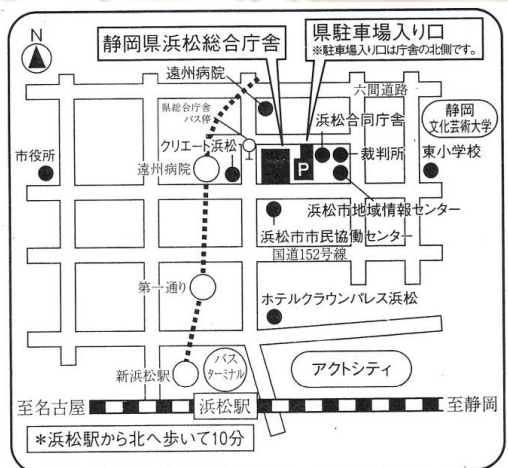 N
静岡県浜松総合庁舎
県駐車場入り口
※駐車場入り口は庁舎の北側です。
遠州病院
六間道路
県総合庁舎
バス停
浜松合同庁舎
静岡
文化芸術大学
クリエート浜松
裁判所
東小学校
市役所
遠州病院
P
浜松市地域情報センター
浜松市市民協働センター
国道152号線
第一通り
ホテルクラウンパレス浜松
新浜松駅
バス
ターミナル
アクトシティ
至名古屋
浜松駅
至静岡
＊浜松駅から北へ歩いて10分